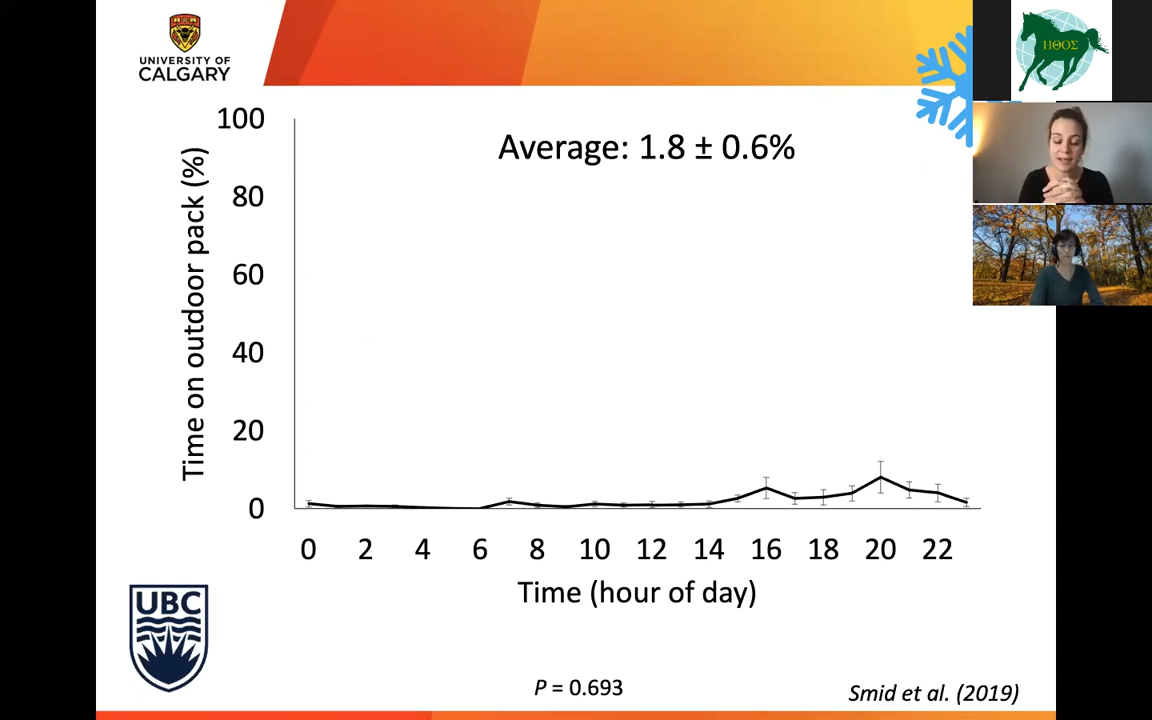 UNIVERSITY OF
CALGARY
ΗΘΟΣ
Average: 1.8 ± 0.6%
Time on outdoor pack (%)
100
80
60
40
20
0
0 2 4 6 8 10 12 14 16 18 20 22
Time (hour of day)
UBC
P = 0.693
Smid et al. (2019)